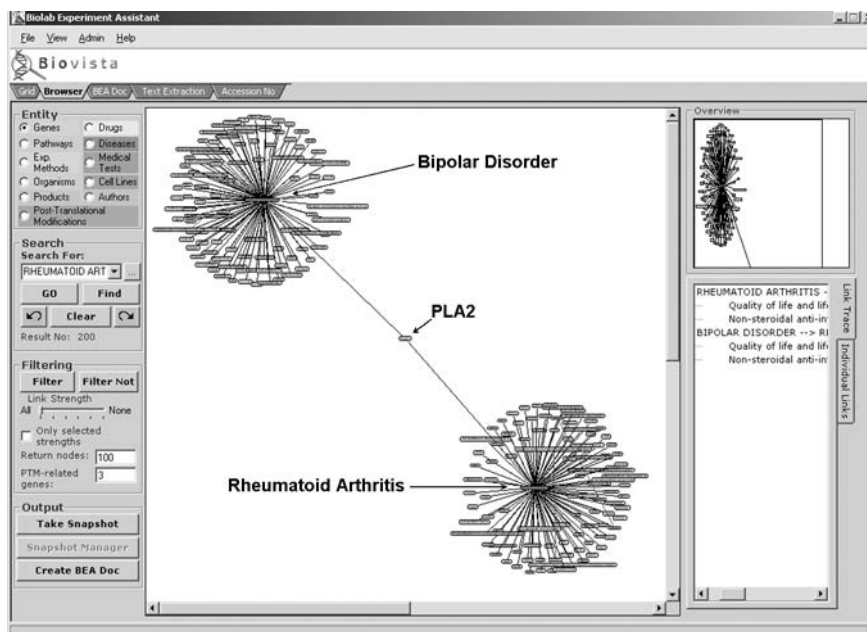 Biolab Experiment Assistant
File View Admin Help
Biovista
Grid Browser BEA Doc Text Extraction Accession No
Entity
Genes Drugs
Pathways Diseases
Exp. Methods Medical Tests
Organisms Cell Lines
Products Authors
Post-Translational Modifications
Search
Search For:
RHEUMATOID ART ...
GO Find
Clear
Result No: 200
Filtering
Filter Filter Not
Link Strength
All None
Only selected strengths
Return nodes: 100
PTM-related genes: 3
Output
Take Snapshot
Snapshot Manager
Create BEA Doc
Bipolar Disorder
PLA2
Rheumatoid Arthritis
Overview
RHEUMATOID ARTHRITIS -
Quality of life and life
Non-steroidal anti-in
BIPOLAR DISORDER --> RI
Quality of life and life
Non-steroidal anti-in
Link Trace
Individual Links